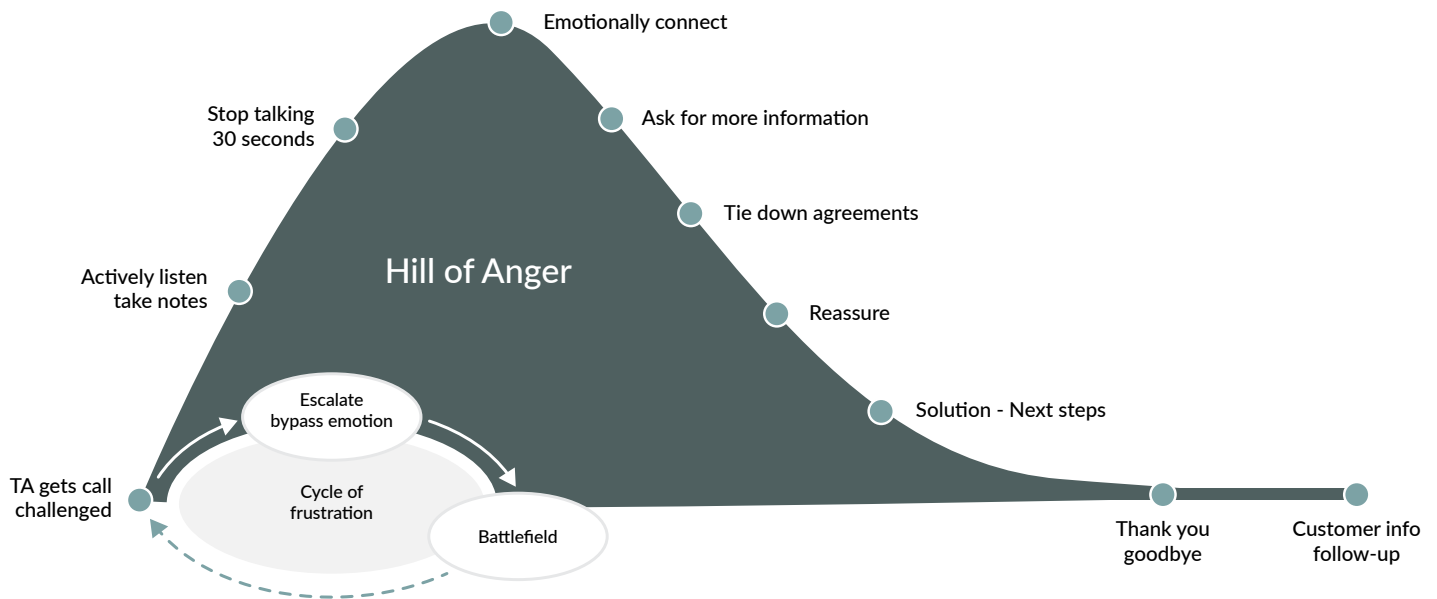 Emotionally connect
Stop talking
30 seconds
Ask for more information
Tie down agreements
Hill of Anger
Actively listen
take notes
Reassure
Escalate
bypass emotion
Solution - Next steps
TA gets call
challenged
Cycle of
frustration
Battlefield
Thank you
goodbye
Customer info
follow-up